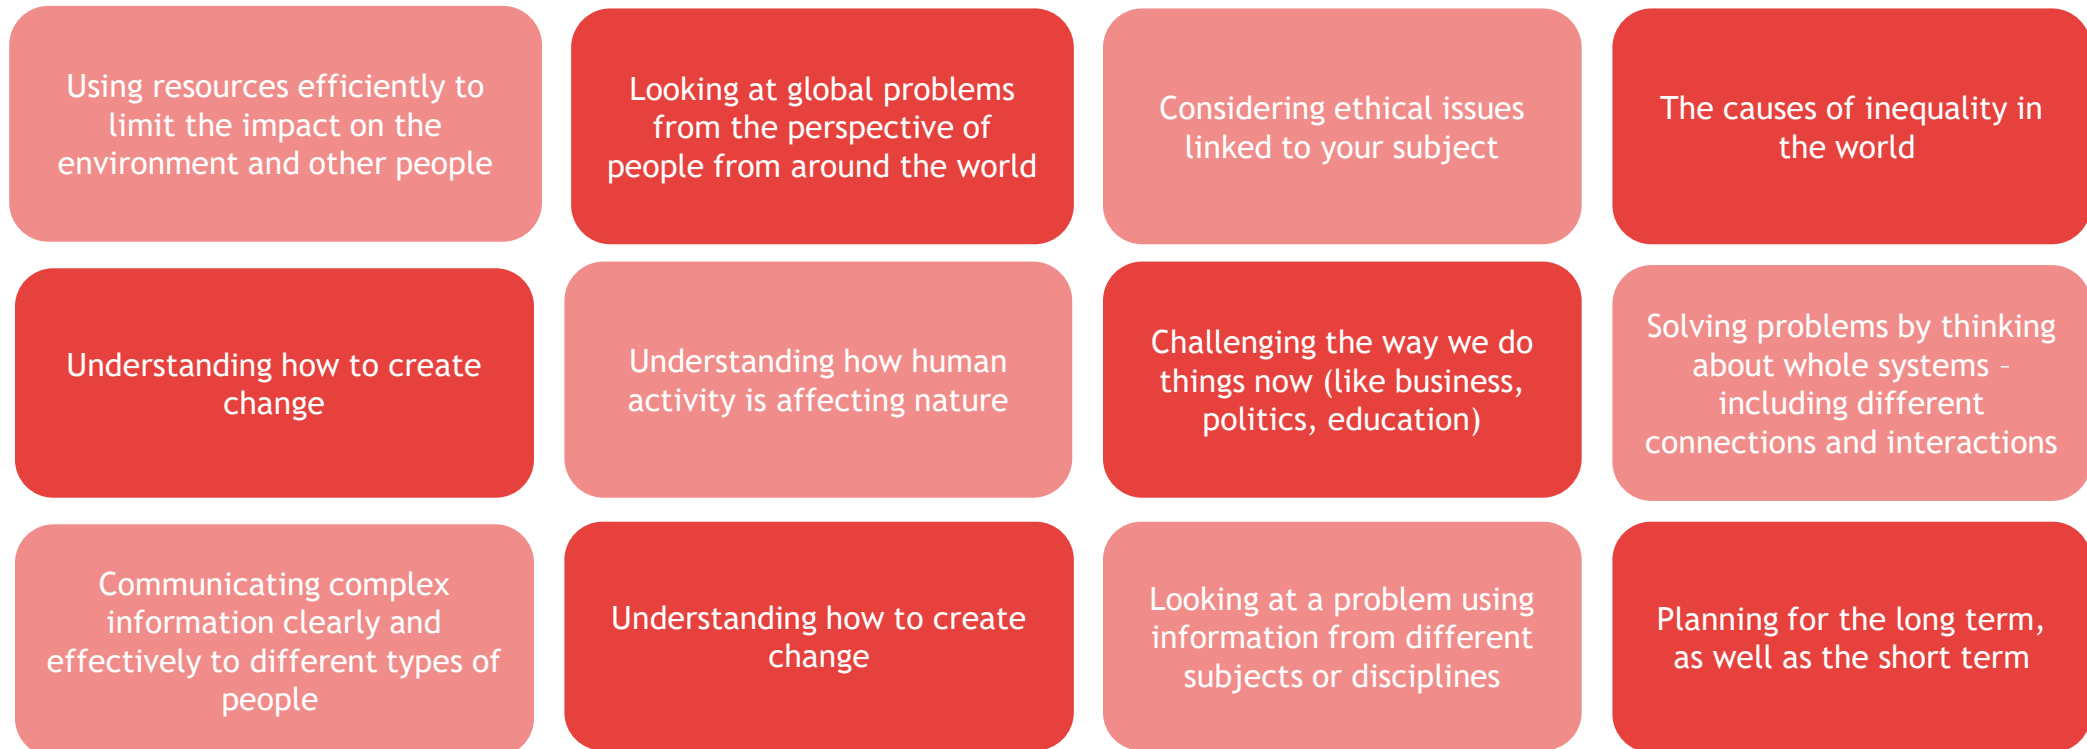 Using resources efficiently to
limit the impact on the
environment and other people
Looking at global problems
from the perspective of
people from around the world
Considering ethical issues
linked to your subject
The causes of inequality in
the world
Understanding how to create
change
Understanding how human
activity is affecting nature
Challenging the way we do
things now (like business,
politics, education)
Solving problems by thinking
about whole systems –
including different
connections and interactions
Communicating complex
information clearly and
effectively to different types of
people
Understanding how to create
change
Looking at a problem using
information from different
subjects or disciplines
Planning for the long term,
as well as the short term